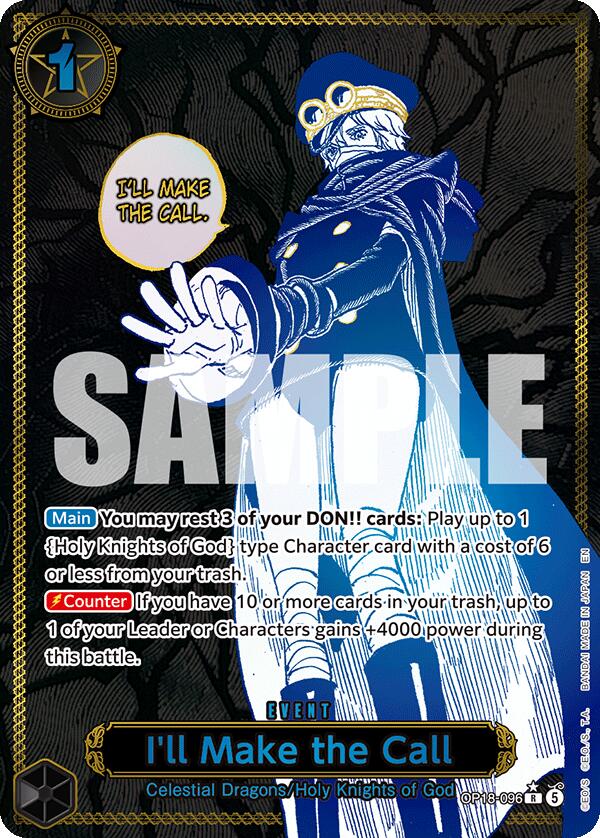 1
I'LL MAKE
THE CALL.
SAMPLE
Main You may rest 3 of your DON!! cards: Play up to 1
{Holy Knights of God} type Character card with a cost of 6
or less from your trash.
Counter If you have 10 or more cards in your trash, up to
1 of your Leader or Characters gains +4000 power during
this battle.
EVENT
I'll Make the Call
Celestial Dragons/Holy Knights of God
OP18-096 R 5
©E.O/S ©E.O./S., T.A. BANDAI MADE IN JAPAN EN